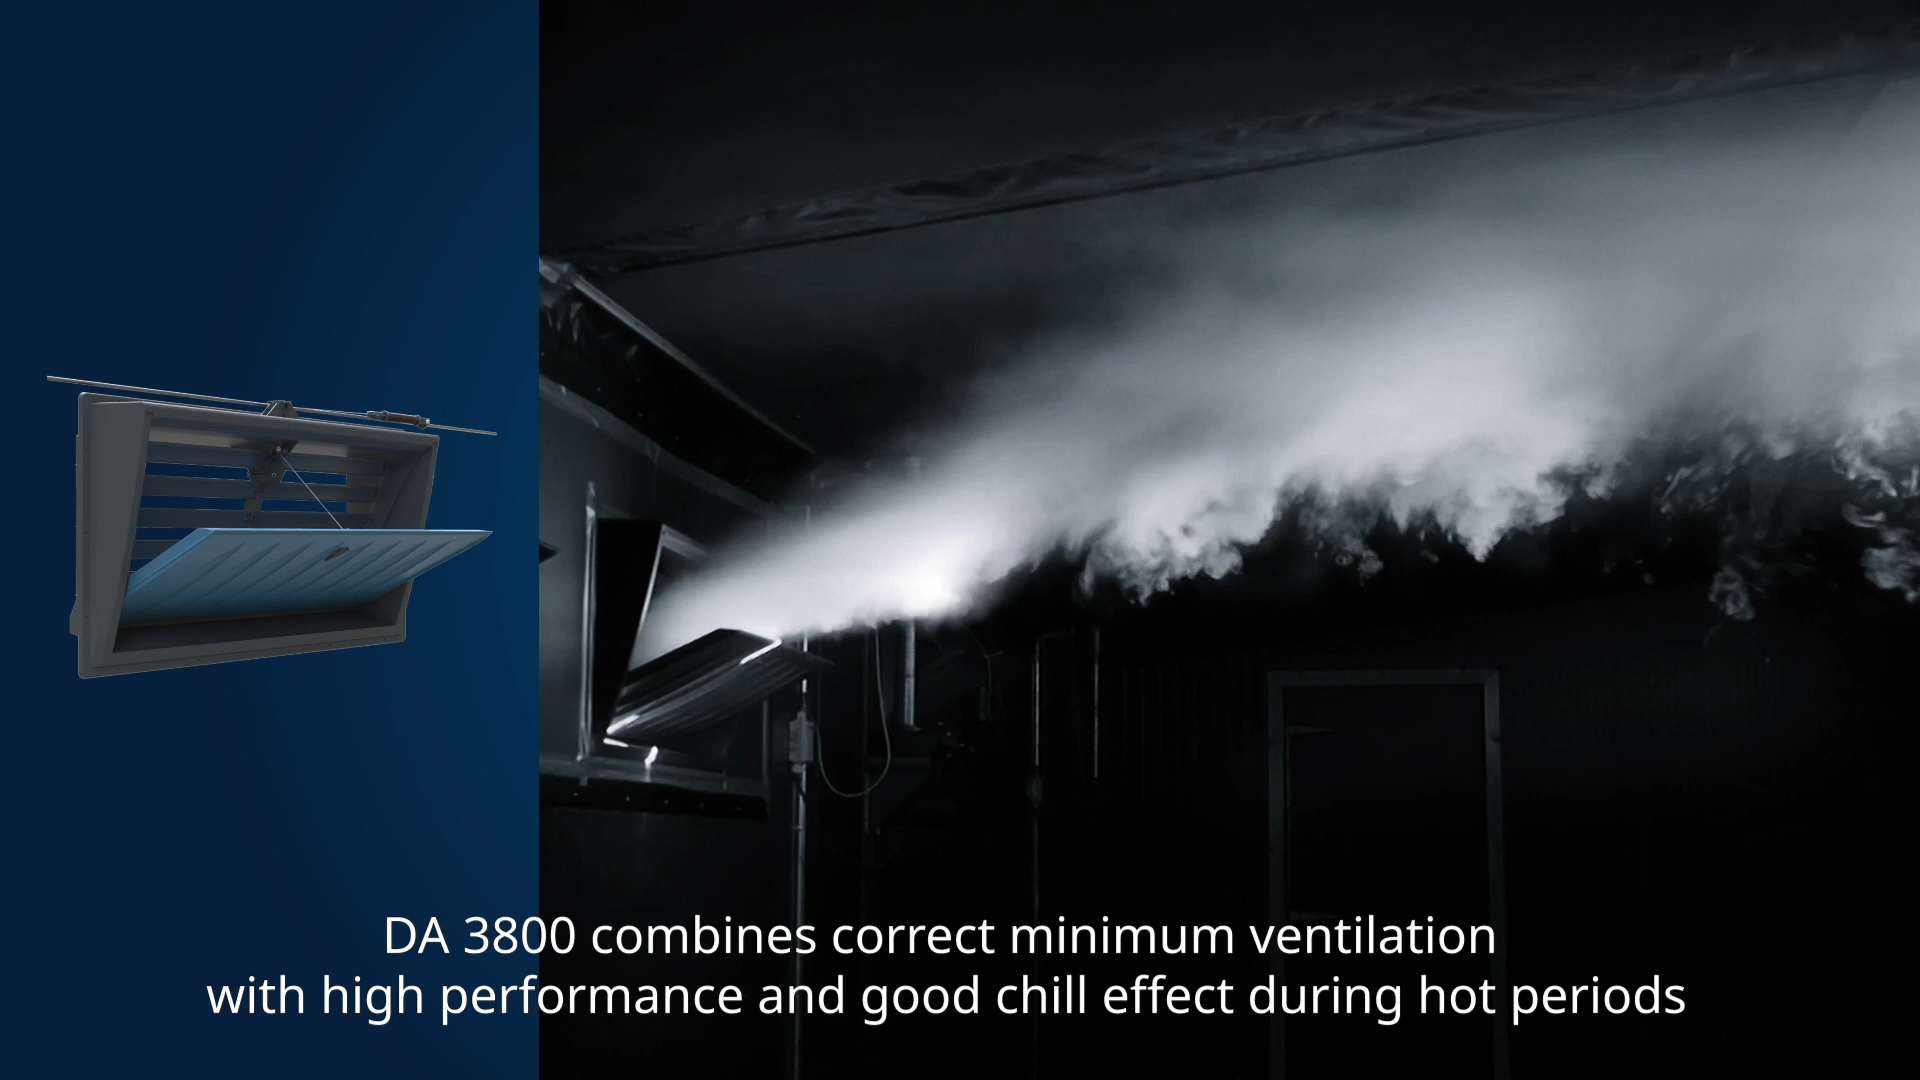 DA 3800 combines correct minimum ventilation
with high performance and good chill effect during hot periods